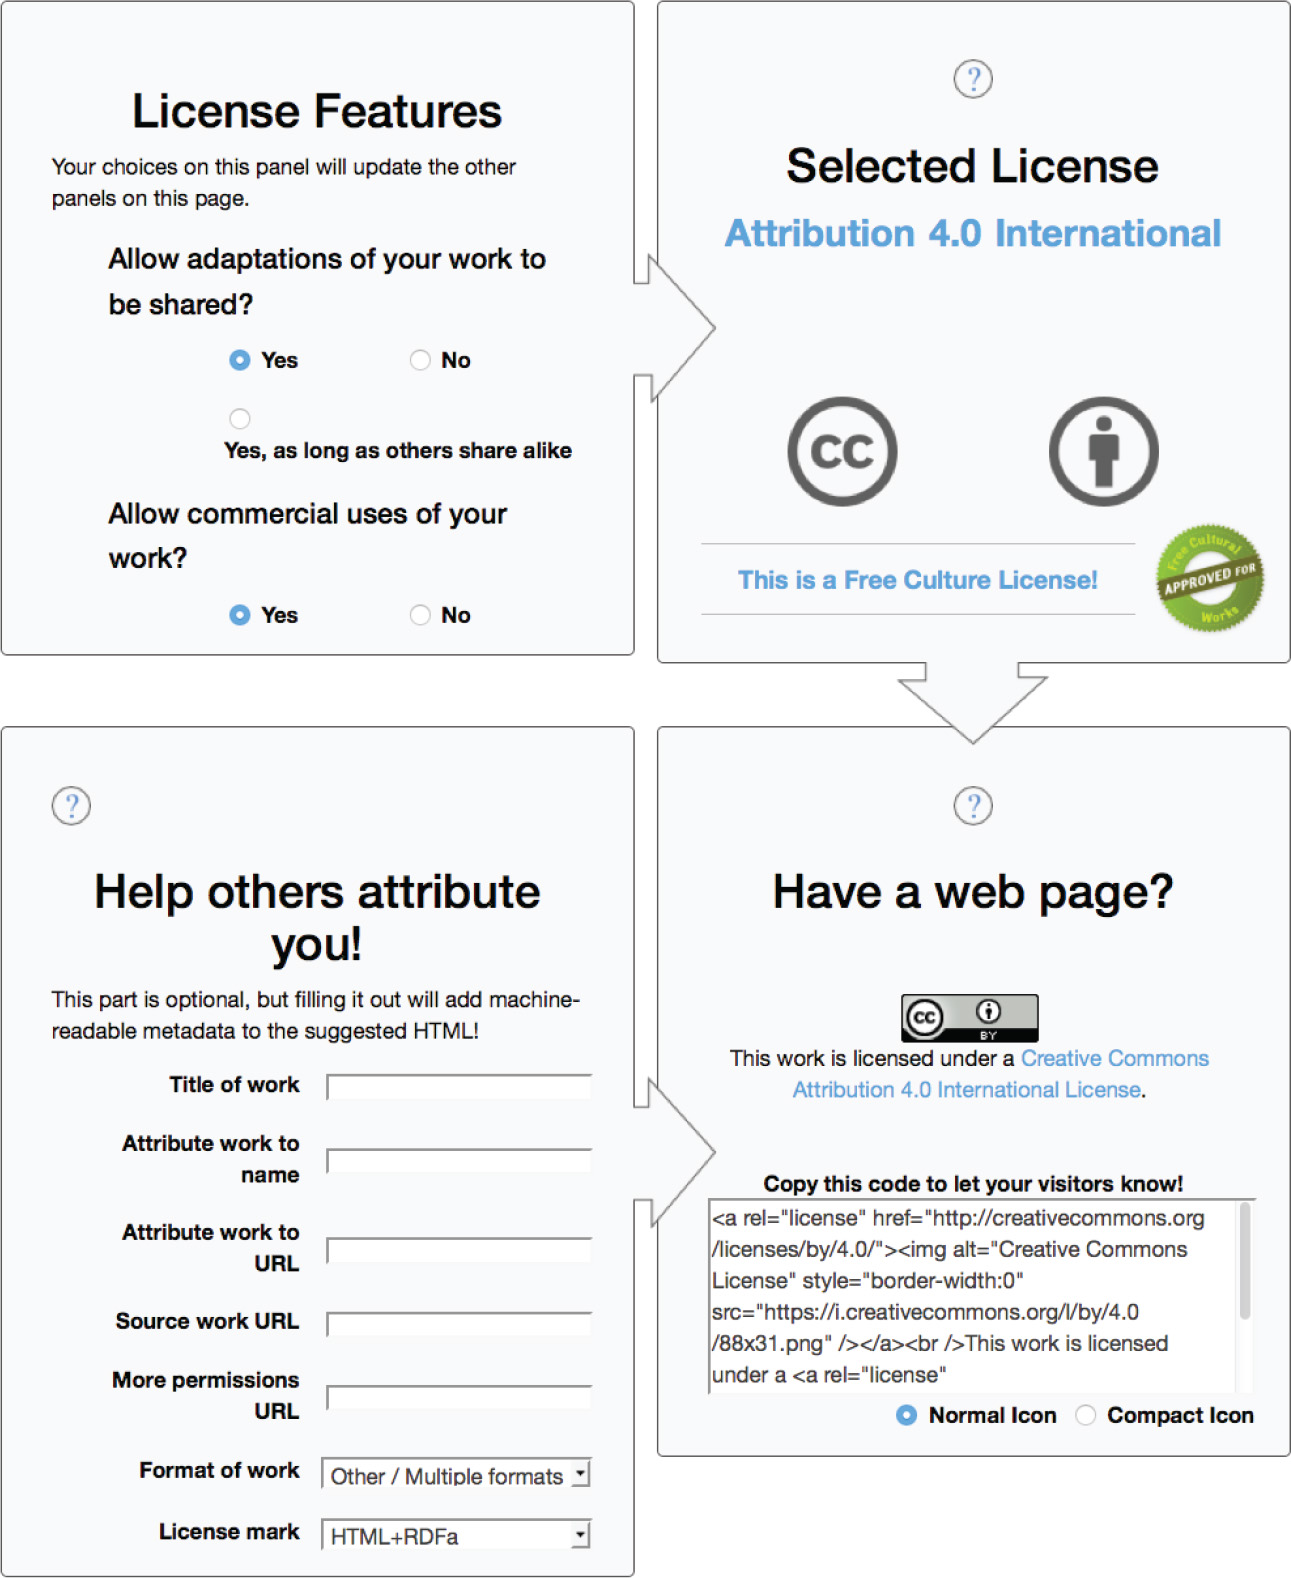 License Features
Your choices on this panel will update the other
panels on this page.
Allow adaptations of your work to
be shared?
Yes
No
Yes, as long as others share alike
Allow commercial uses of your
work?
Yes
No
?
Selected License
Attribution 4.0 International
cc
This is a Free Culture License!
Free Cultural
APPROVED FOR
Works
?
Help others attribute
you!
This part is optional, but filling it out will add machine-
readable metadata to the suggested HTML!
Title of work
Attribute work to
name
Attribute work to
URL
Source work URL
More permissions
URL
Format of work
Other / Multiple formats
License mark
HTML+RDFa
?
Have a web page?
cc
BY
This work is licensed under a Creative Commons
Attribution 4.0 International License.
Copy this code to let your visitors know!
<a rel="license" href="http://creativecommons.org
/licenses/by/4.0/"><img alt="Creative Commons
License" style="border-width:0"
src="https://i.creativecommons.org/l/by/4.0
/88x31.png" /></a><br />This work is licensed
under a <a rel="license"
Normal Icon
Compact Icon